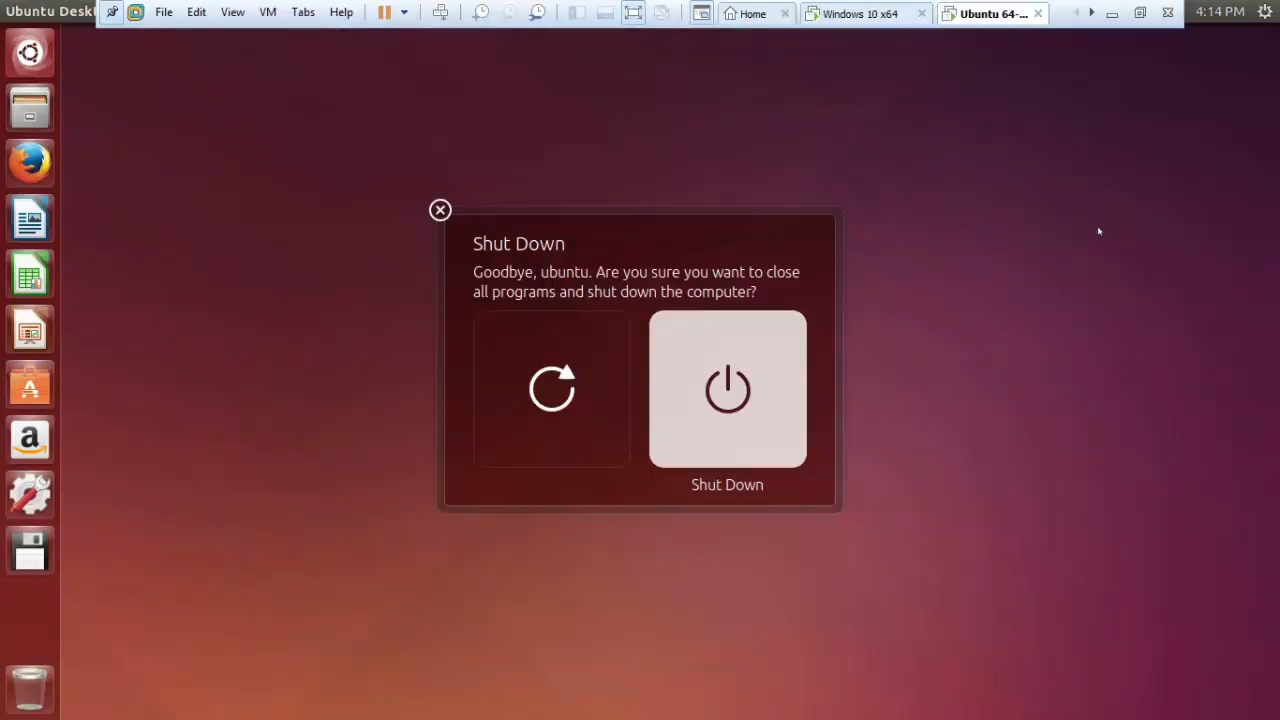 Ubuntu Deskt
File Edit View VM Tabs Help
Home
Windows 10 x64
Ubuntu 64-...
4:14 PM
Shut Down
Goodbye, ubuntu. Are you sure you want to close
all programs and shut down the computer?
Shut Down